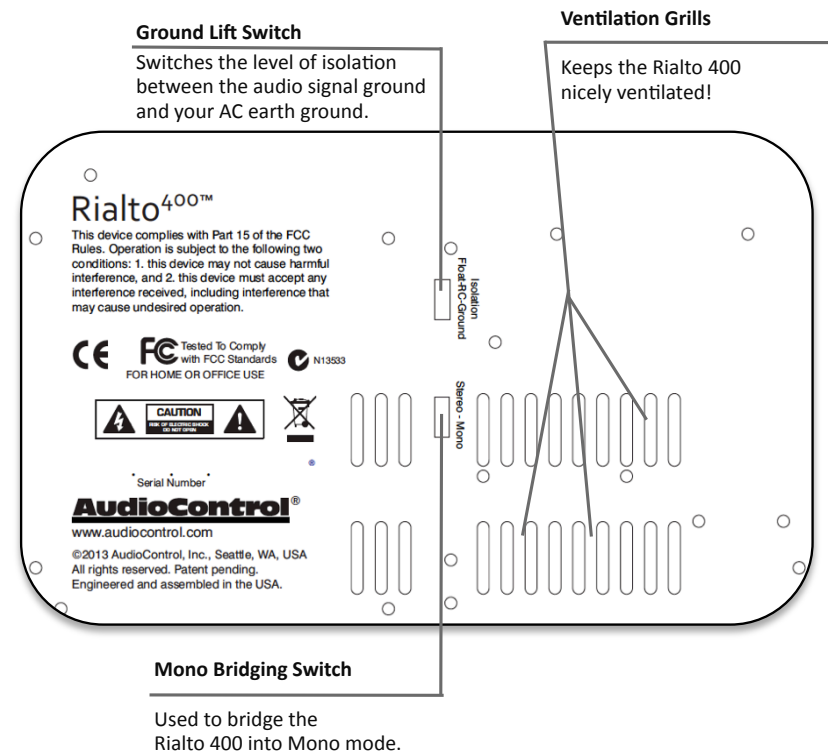 Ground Lift Switch
Switches the level of isolation
between the audio signal ground
and your AC earth ground.
Ventilation Grills
Keeps the Rialto 400
nicely ventilated!
Rialto400™
This device complies with Part 15 of the FCC
Rules. Operation is subject to the following two
conditions: 1. this device may not cause harmful
interference, and 2. this device must accept any
interference received, including interference that
may cause undesired operation.
Isolation
Float-RC-Ground
CE
FC Tested To Comply
with FCC Standards
N13533
FOR HOME OR OFFICE USE
CAUTION
RISK OF ELECTRIC SHOCK
DO NOT OPEN
Stereo - Mono
Serial Number
AudioControl®
www.audiocontrol.com
©2013 AudioControl, Inc., Seattle, WA, USA
All rights reserved. Patent pending.
Engineered and assembled in the USA.
Mono Bridging Switch
Used to bridge the
Rialto 400 into Mono mode.